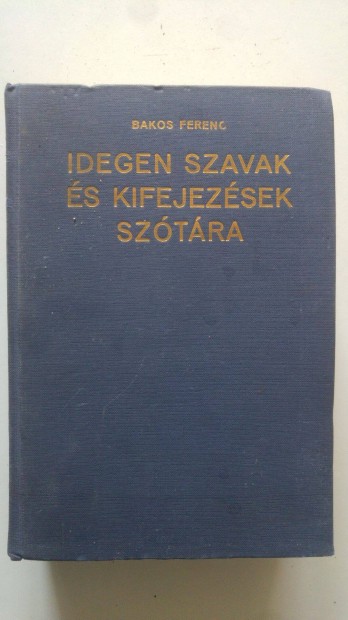 BAKOS FERENC
IDEGEN SZAVAK
ÉS KIFEJEZÉSEK
SZÓTÁRA